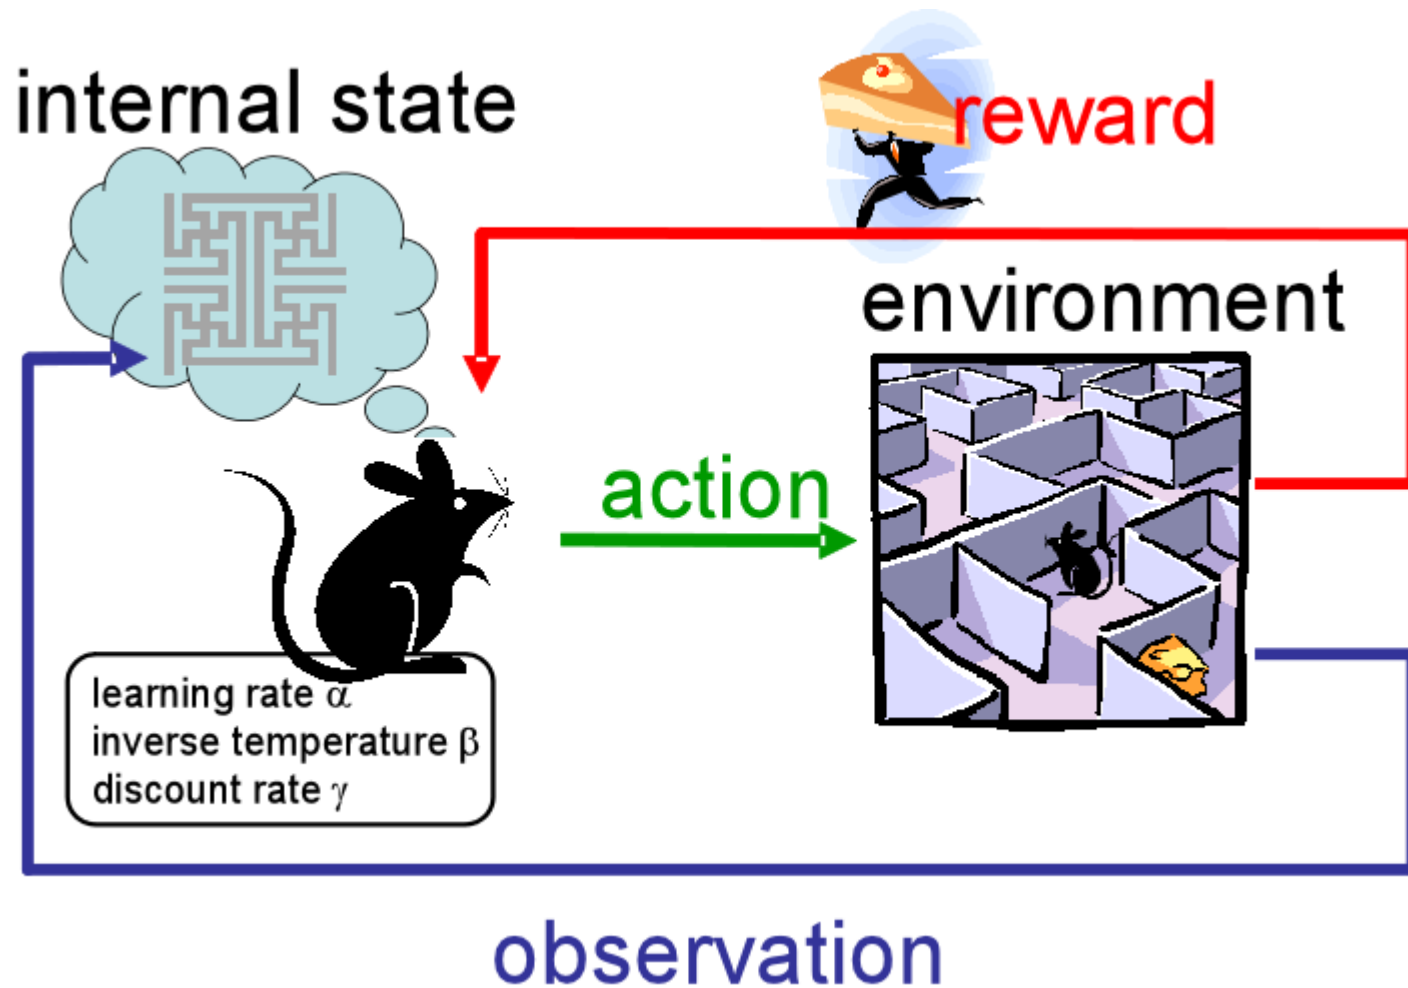 internal state
reward
environment
action
learning rate α
inverse temperature β
discount rate γ
observation